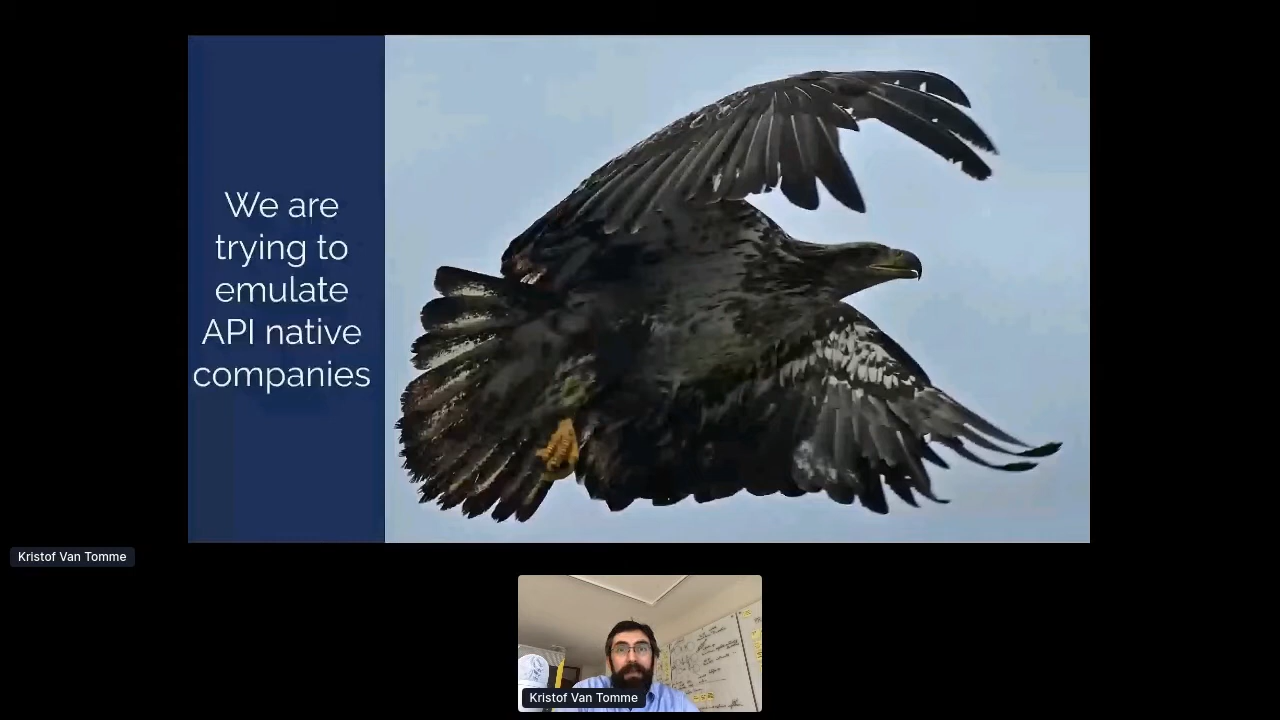 We are
trying to
emulate
API native
companies
Kristof Van Tomme
Kristof Van Tomme